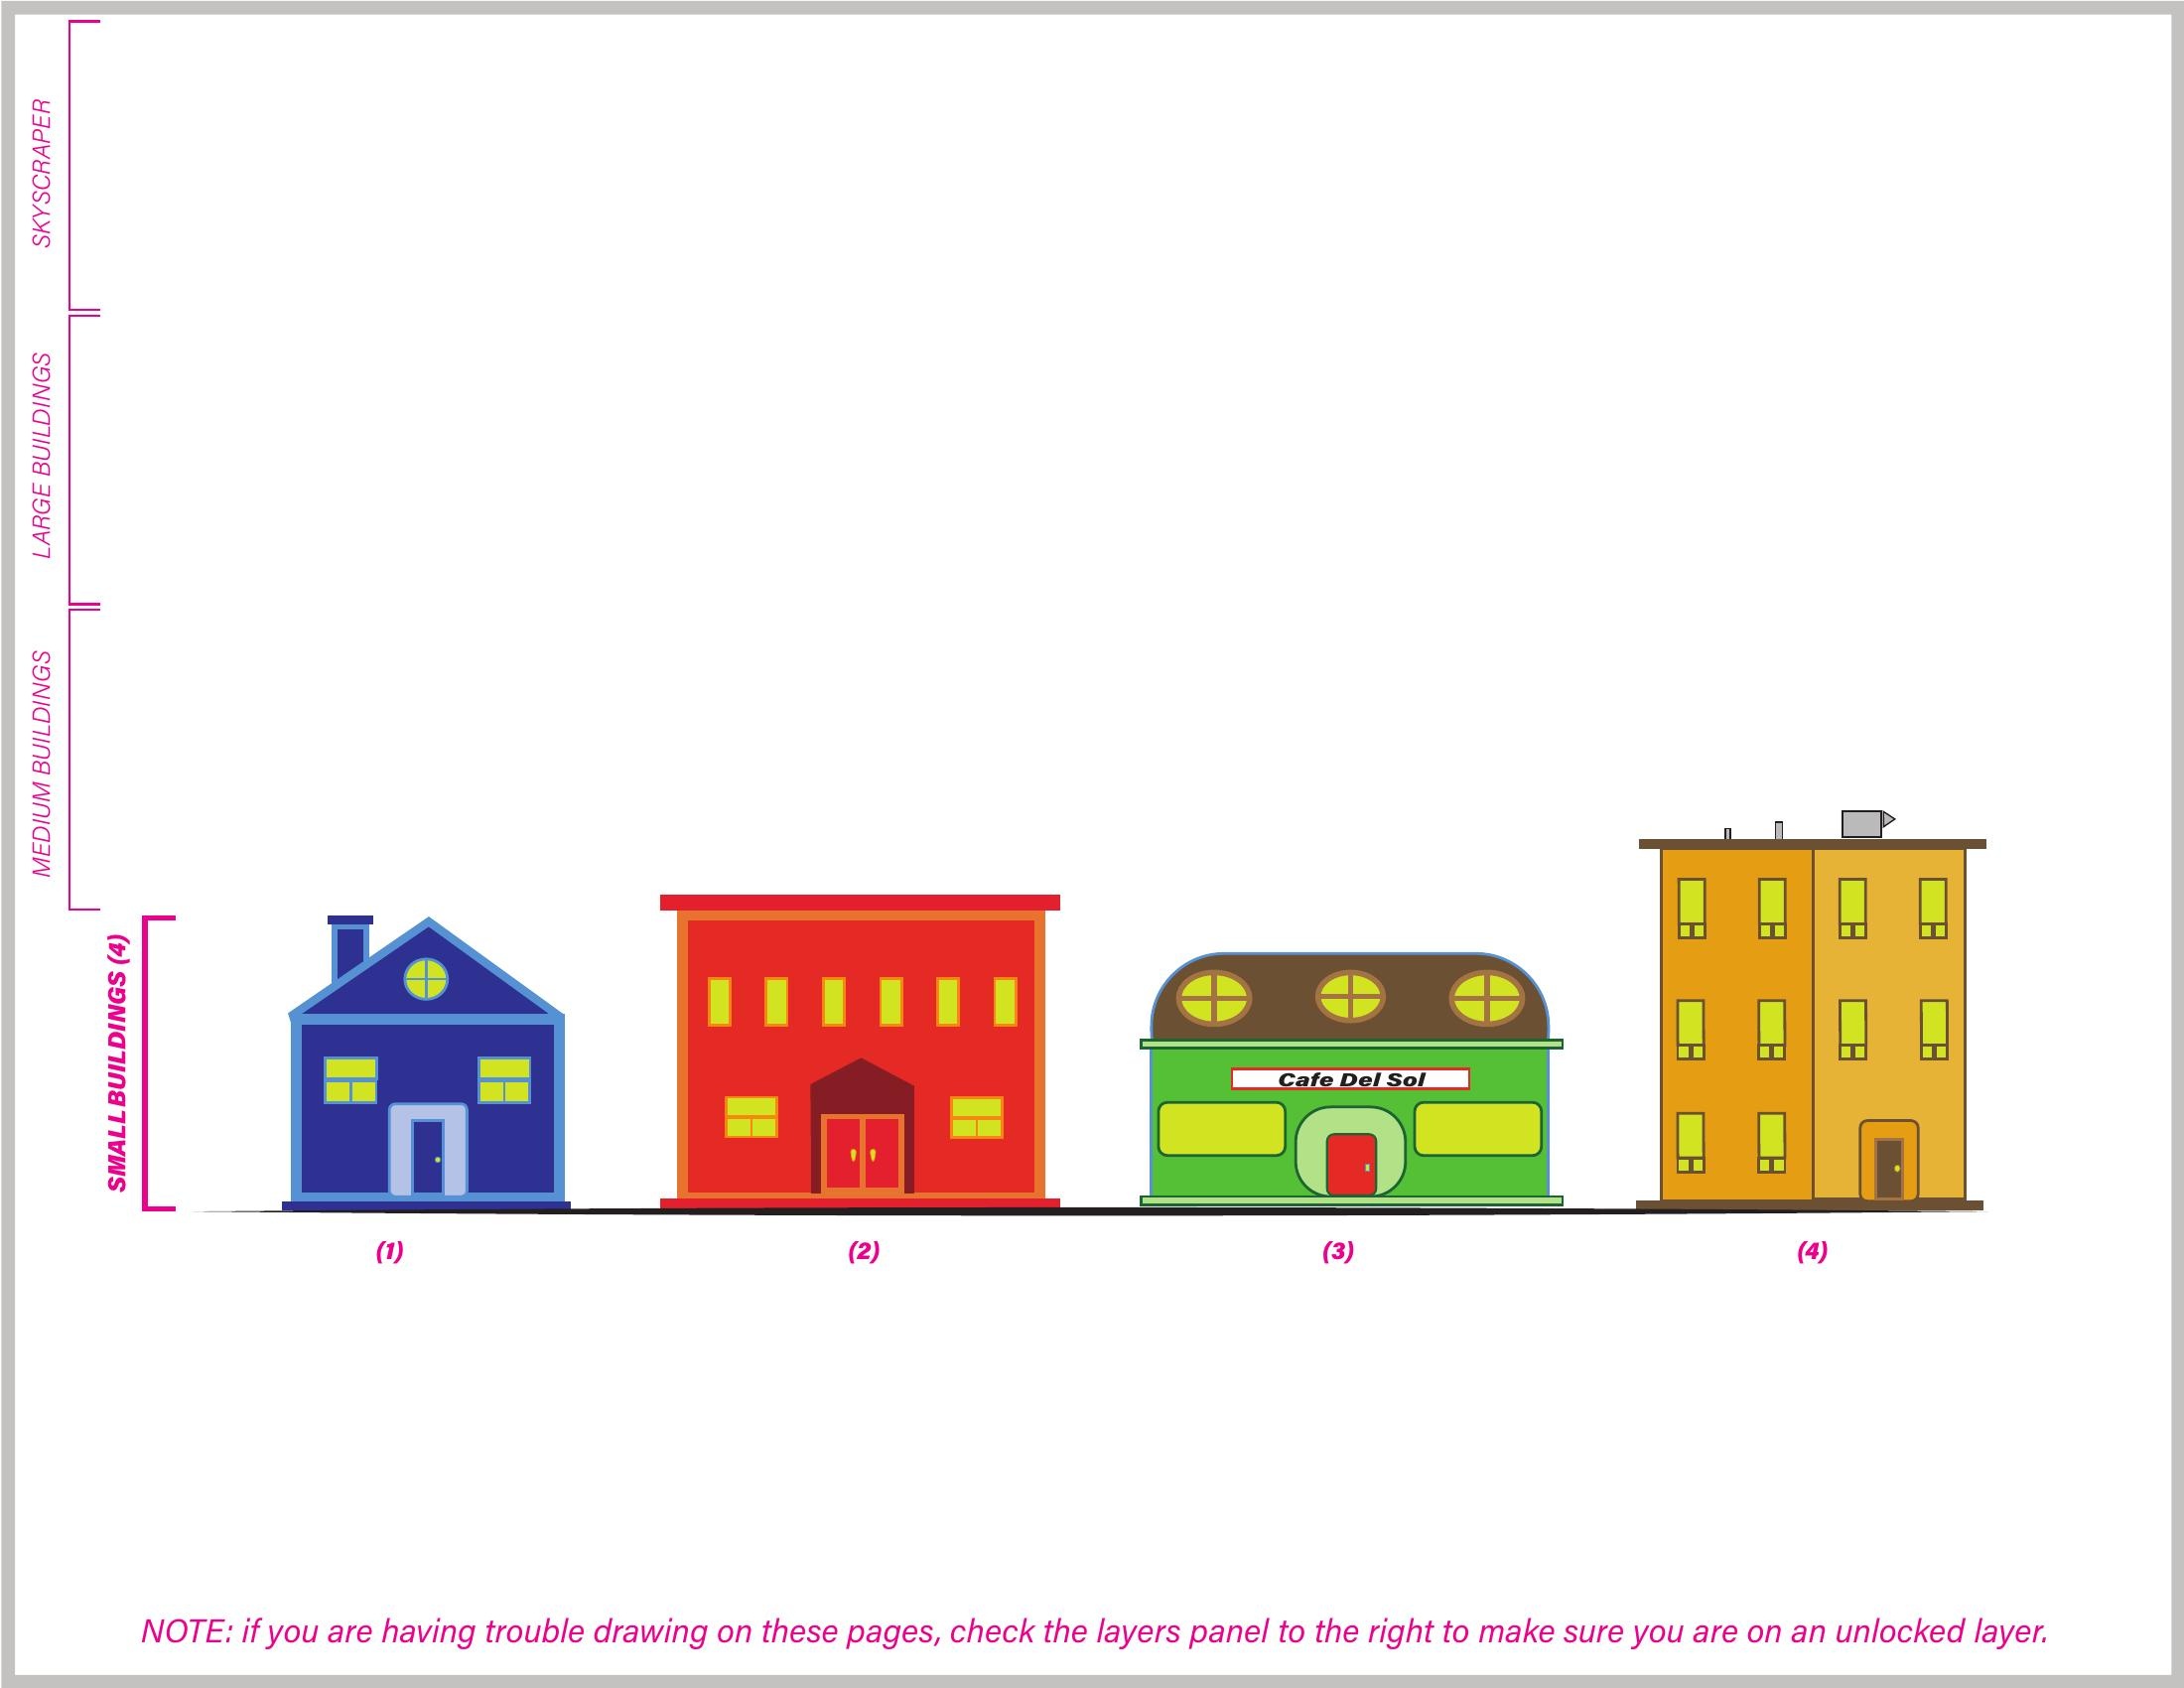 SKYSCRAPER
LARGE BUILDINGS
MEDIUM BUILDINGS
SMALL BUILDINGS (4)
Cafe Del Sol
(1)
(2)
(3)
(4)
NOTE: if you are having trouble drawing on these pages, check the layers panel to the right to make sure you are on an unlocked layer.